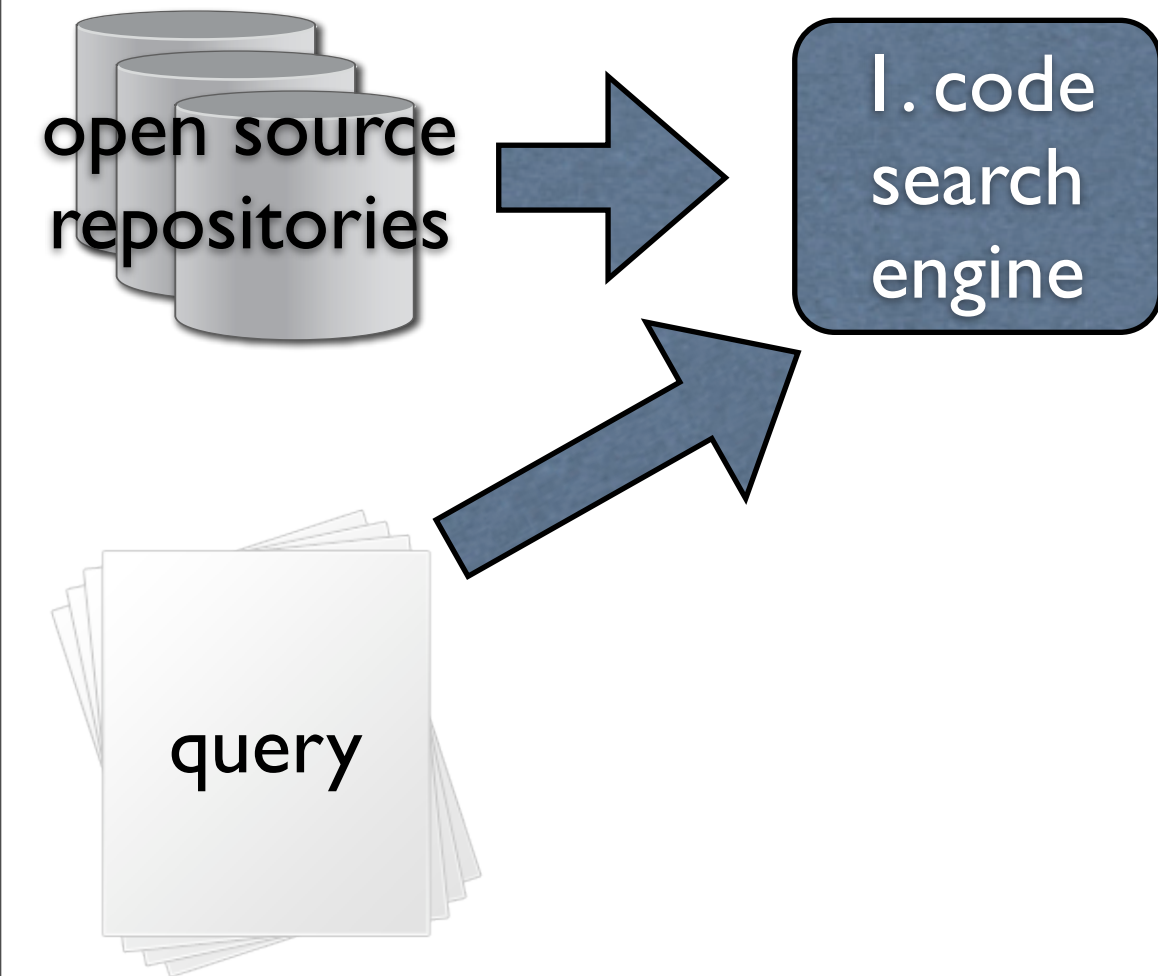 open source
repositories
1. code
search
engine
query